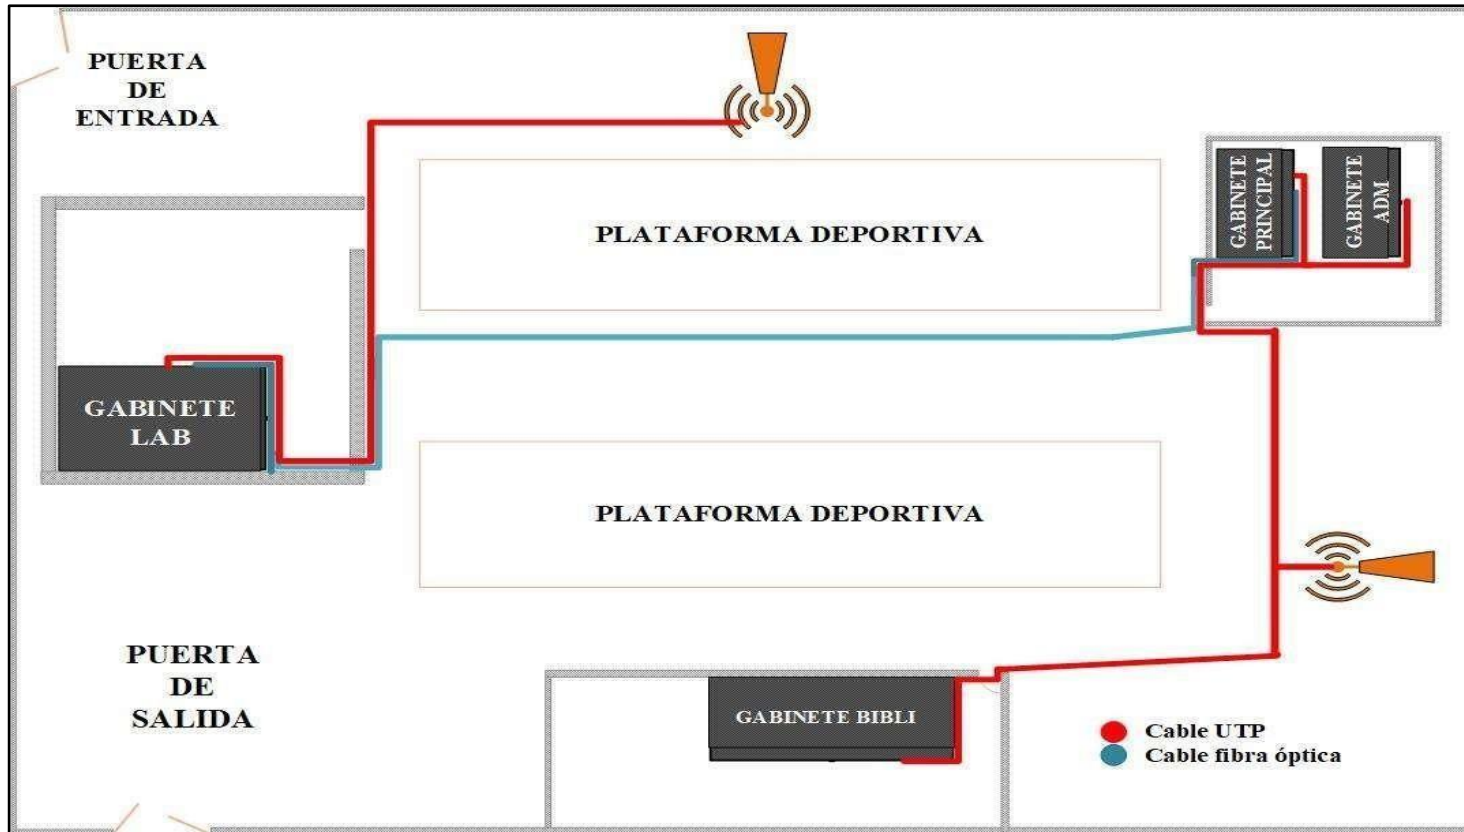 PUERTA
DE
ENTRADA
PLATAFORMA DEPORTIVA
GABINETE
PRINCIPAL
GABINETE
ADM
GABINETE
LAB
PLATAFORMA DEPORTIVA
PUERTA
DE
SALIDA
GABINETE BIBLI
Cable UTP
Cable fibra óptica